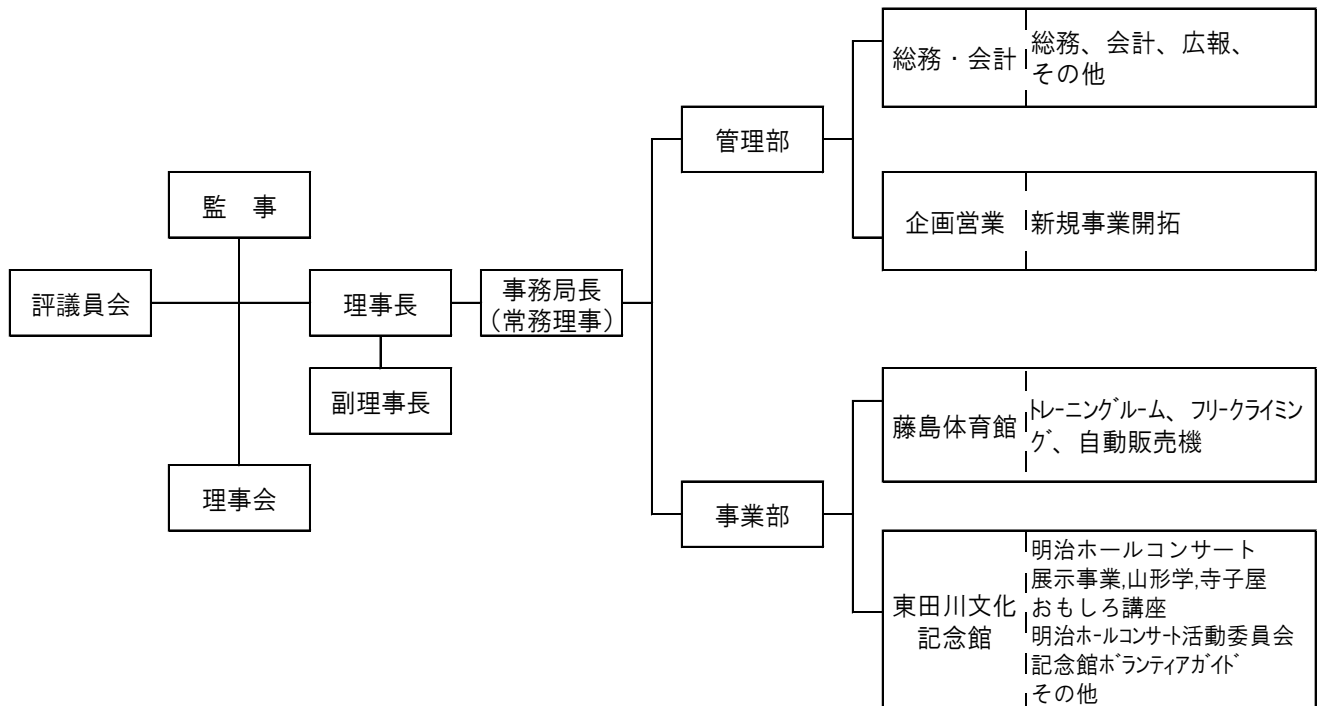 総務・会計
総務、会計、広報、
その他
管理部
企画営業
新規事業開拓
監　事
評議員会
理事長
事務局長
（常務理事）
副理事長
理事会
藤島体育館
ﾄﾚｰﾆﾝｸﾞﾙｰﾑ、ﾌﾘｰｸﾗｲﾐﾝ
ｸﾞ、自動販売機
事業部
東田川文化
記念館
明治ホールコンサート
展示事業,山形学,寺子屋
おもしろ講座
明治ﾎｰﾙｺﾝｻｰﾄ活動委員会
記念館ﾎﾞﾗﾝﾃｨｱｶﾞｲﾄﾞ
その他